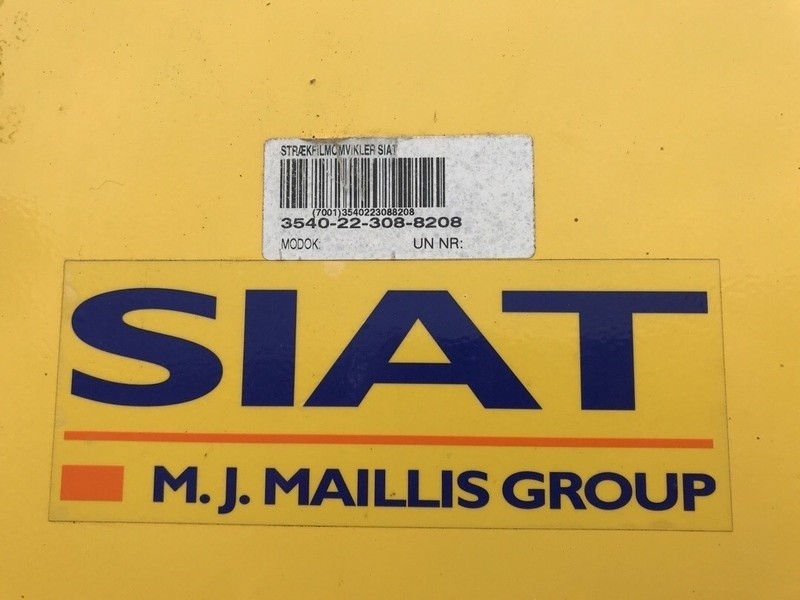 STRÆKFILMOMVIKLER SIAT
(7001)3540223088208
3540-22-308-8208
MODOK: UN NR:
SIAT
M. J. MAILLIS GROUP